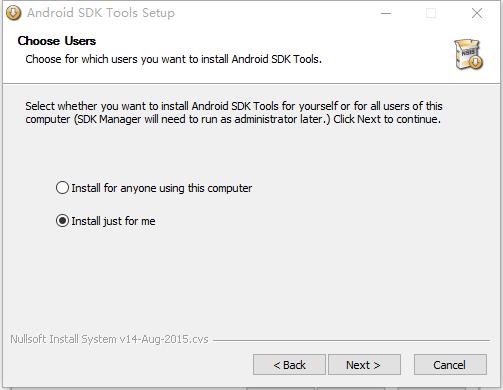 Android SDK Tools Setup
Choose Users
Choose for which users you want to install Android SDK Tools.
Select whether you want to install Android SDK Tools for yourself or for all users of this
computer (SDK Manager will need to run as administrator later.) Click Next to continue.
Install for anyone using this computer
Install just for me
Nullsoft Install System v14-Aug-2015.cvs
< Back
Next >
Cancel